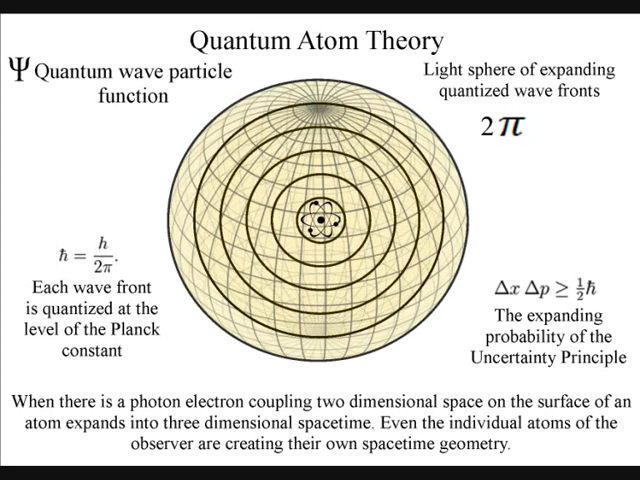 Quantum Atom Theory
Ψ Quantum wave particle
function
Light sphere of expanding
quantized wave fronts
2π
ħ = h/2π.
Each wave front
is quantized at the
level of the Planck
constant
Δx Δp ≥ ½ħ
The expanding
probability of the
Uncertainty Principle
When there is a photon electron coupling two dimensional space on the surface of an
atom expands into three dimensional spacetime. Even the individual atoms of the
observer are creating their own spacetime geometry.